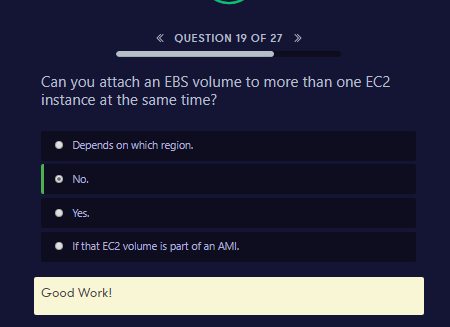 QUESTION 19 OF 27
Can you attach an EBS volume to more than one EC2
instance at the same time?
Depends on which region.
No.
Yes.
If that EC2 volume is part of an AMI.
Good Work!